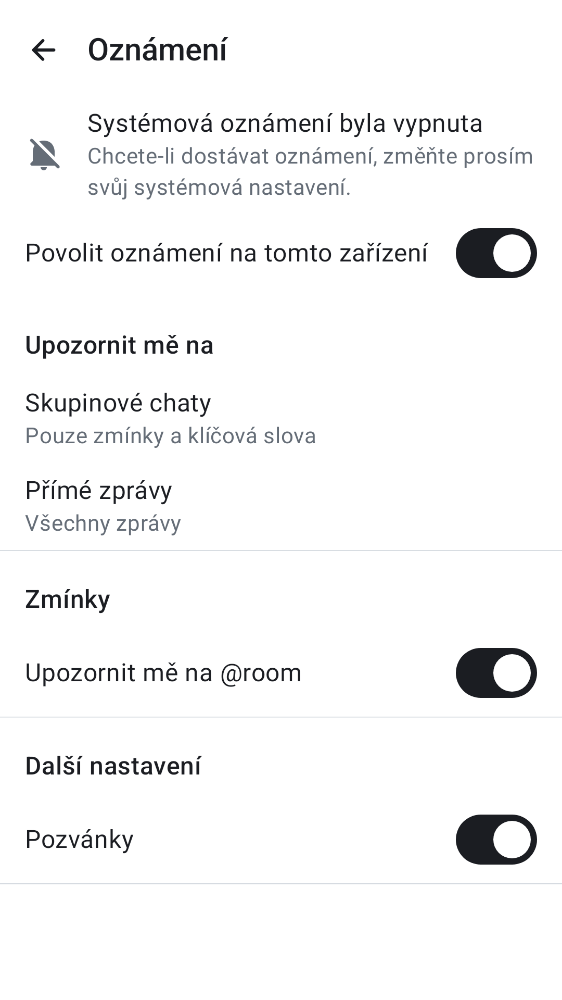 Oznámení
Systémová oznámení byla vypnuta
Chcete-li dostávat oznámení, změňte prosím
svůj systémová nastavení.
Povolit oznámení na tomto zařízení
Upozornit mě na
Skupinové chaty
Pouze zmínky a klíčová slova
Přímé zprávy
Všechny zprávy
Zmínky
Upozornit mě na @room
Další nastavení
Pozvánky